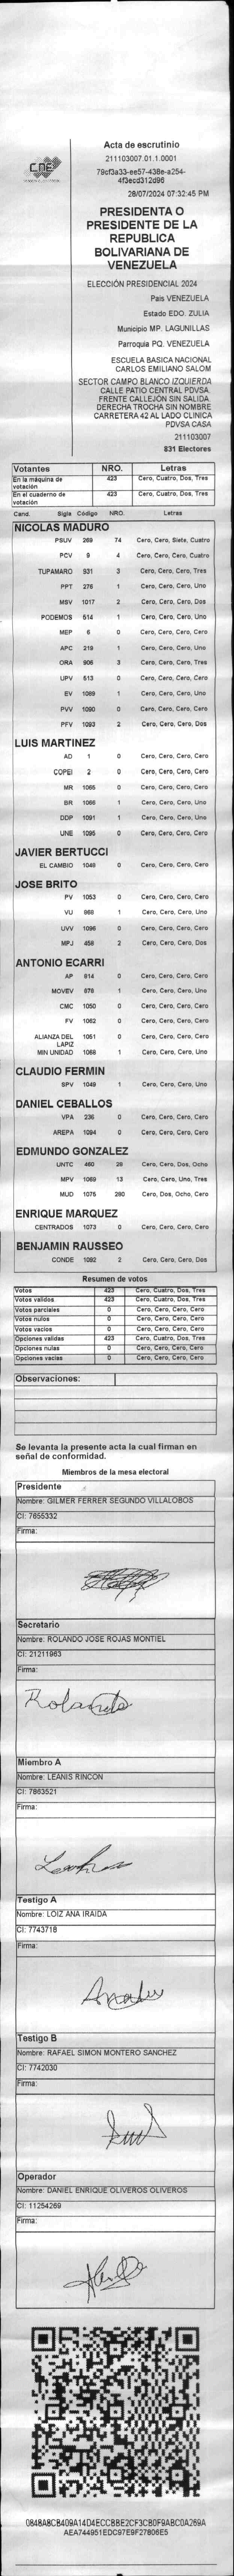 Acta de escrutinio
CNE
211103007.01.1.0001
79cf3a33-ee57-438e-a254-
4f3ecd312d96
28/07/2024 07:32:45 PM
PRESIDENTA O
PRESIDENTE DE LA
REPUBLICA
BOLIVARIANA DE
VENEZUELA
ELECCIÓN PRESIDENCIAL 2024
Pais VENEZUELA
Estado EDO. ZULIA
Municipio MP. LAGUNILLAS
Parroquia PQ. VENEZUELA
ESCUELA BASICA NACIONAL
CARLOS EMILIANO SALOM
SECTOR CAMPO BLANCO IZQUIERDA
CALLE PATIO CENTRAL PDVSA.
FRENTE CALLEJÓN SIN SALIDA.
DERECHA TROCHA SIN NOMBRE
CARRETERA 42 AL LADO CLINICA
PDVSA CASA
211103007
831 Electores
Votantes NRO. Letras
En la máquina de votación 423 Cero, Cuatro, Dos, Tres
En el cuaderno de votación 423 Cero, Cuatro, Dos, Tres
Cand. Sigla Código NRO. Letras
NICOLAS MADURO
PSUV 269 74 Cero, Cero, Siete, Cuatro
PCV 9 4 Cero, Cero, Cero, Cuatro
TUPAMARO 931 3 Cero, Cero, Cero, Tres
PPT 276 1 Cero, Cero, Cero, Uno
MSV 1017 2 Cero, Cero, Cero, Dos
PODEMOS 514 1 Cero, Cero, Cero, Uno
MEP 6 0 Cero, Cero, Cero, Cero
APC 219 1 Cero, Cero, Cero, Uno
ORA 906 3 Cero, Cero, Cero, Tres
UPV 513 0 Cero, Cero, Cero, Cero
EV 1089 1 Cero, Cero, Cero, Uno
PVV 1090 0 Cero, Cero, Cero, Cero
PFV 1093 2 Cero, Cero, Cero, Dos
LUIS MARTINEZ
AD 1 0 Cero, Cero, Cero, Cero
COPEI 2 0 Cero, Cero, Cero, Cero
MR 1065 0 Cero, Cero, Cero, Cero
BR 1066 1 Cero, Cero, Cero, Uno
DDP 1091 1 Cero, Cero, Cero, Uno
UNE 1095 0 Cero, Cero, Cero, Cero
JAVIER BERTUCCI
EL CAMBIO 1048 0 Cero, Cero, Cero, Cero
JOSE BRITO
PV 1053 0 Cero, Cero, Cero, Cero
VU 968 1 Cero, Cero, Cero, Uno
UVV 1096 0 Cero, Cero, Cero, Cero
MPJ 458 2 Cero, Cero, Cero, Dos
ANTONIO ECARRI
AP 814 0 Cero, Cero, Cero, Cero
MOVEV 878 1 Cero, Cero, Cero, Uno
CMC 1050 0 Cero, Cero, Cero, Cero
FV 1062 0 Cero, Cero, Cero, Cero
ALIANZA DEL LAPIZ 1051 0 Cero, Cero, Cero, Cero
MIN UNIDAD 1068 1 Cero, Cero, Cero, Uno
CLAUDIO FERMIN
SPV 1049 1 Cero, Cero, Cero, Uno
DANIEL CEBALLOS
VPA 236 0 Cero, Cero, Cero, Cero
AREPA 1094 0 Cero, Cero, Cero, Cero
EDMUNDO GONZALEZ
UNTC 460 28 Cero, Cero, Dos, Ocho
MPV 1069 13 Cero, Cero, Uno, Tres
MUD 1075 280 Cero, Dos, Ocho, Cero
ENRIQUE MARQUEZ
CENTRADOS 1073 0 Cero, Cero, Cero, Cero
BENJAMIN RAUSSEO
CONDE 1092 2 Cero, Cero, Cero, Dos
Resumen de votos
Votos 423 Cero, Cuatro, Dos, Tres
Votos validos 423 Cero, Cuatro, Dos, Tres
Votos parciales 0 Cero, Cero, Cero, Cero
Votos nulos 0 Cero, Cero, Cero, Cero
Votos vacios 0 Cero, Cero, Cero, Cero
Opciones validas 423 Cero, Cuatro, Dos, Tres
Opciones nulas 0 Cero, Cero, Cero, Cero
Opciones vacias 0 Cero, Cero, Cero, Cero
Observaciones:
Se levanta la presente acta la cual firman en
señal de conformidad.
Miembros de la mesa electoral
Presidente
Nombre: GILMER FERRER SEGUNDO VILLALOBOS
CI: 7655332
Firma:
Secretario
Nombre: ROLANDO JOSE ROJAS MONTIEL
CI: 21211963
Firma:
Rolando
Miembro A
Nombre: LEANIS RINCON
CI: 7863521
Firma:
Testigo A
Nombre: LOIZ ANA IRAIDA
CI: 7743718
Firma:
Testigo B
Nombre: RAFAEL SIMON MONTERO SANCHEZ
CI: 7742030
Firma:
Operador
Nombre: DANIEL ENRIQUE OLIVEROS OLIVEROS
CI: 11254269
Firma:
0848A8CB409A14D4ECCBBE2CF3CB0F9ABC0A269A
AEA744951EDC97E9F27806E5